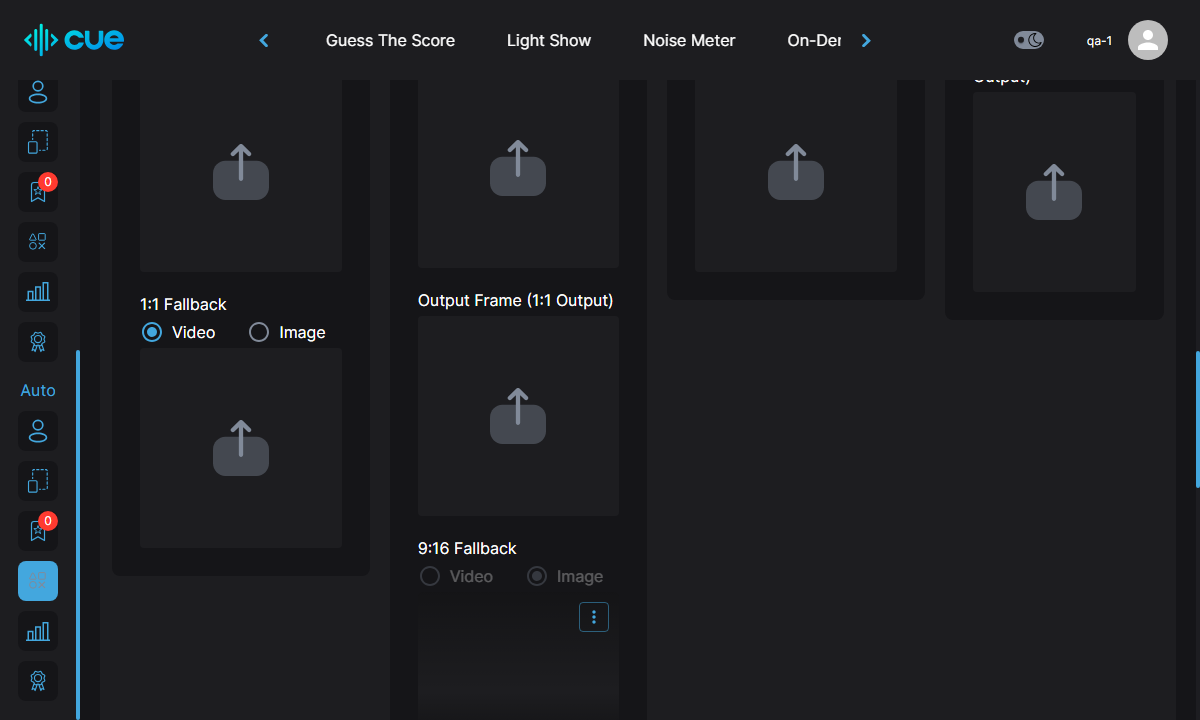 cue
Guess The Score
Light Show
Noise Meter
On-Der
qa-1
0
Auto
0
1:1 Fallback
Video
Image
Output Frame (1:1 Output)
9:16 Fallback
Video
Image
Output)